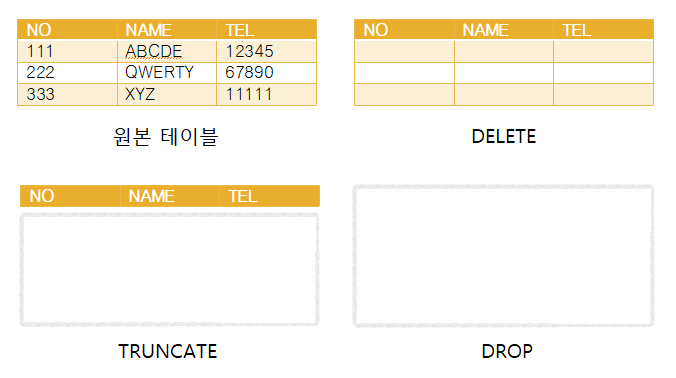 NO NAME TEL
111 ABCDE 12345
222 QWERTY 67890
333 XYZ 11111
원본 테이블
NO NAME TEL
DELETE
NO NAME TEL
TRUNCATE
DROP